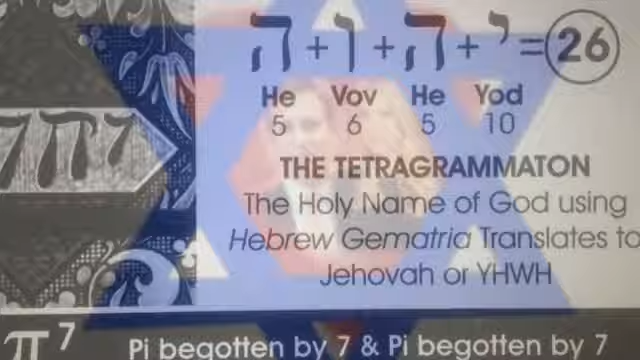 ה + ו + ה + י = 26
He Vov He Yod
5 6 5 10
THE TETRAGRAMMATON
The Holy Name of God using
Hebrew Gematria Translates to
Jehovah or YHWH
π7 Pi begotten by 7 & Pi begotten by 7